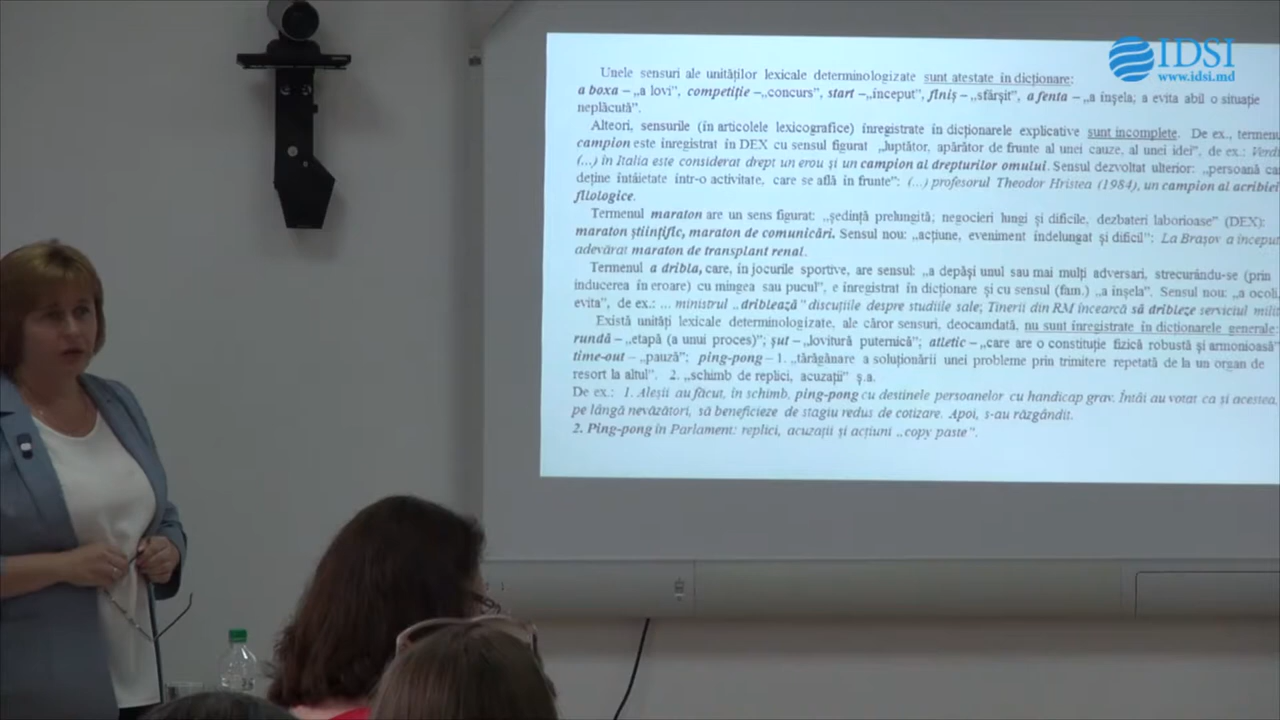 IDSI
www.idsi.md
Unele sensuri ale unităților lexicale determinologizate sunt atestate în dicționare:
a boxa – „a lovi”, competiție –„concurs”, start –„început”, finiș –„sfârșit”, a fenta – „a înșela; a evita abil o situație
neplăcută”.
Alteori, sensurile (în articolele lexicografice) înregistrate în dicționarele explicative sunt incomplete. De ex., termenu
campion este înregistrat în DEX cu sensul figurat „luptător, apărător de frunte al unei cauze, al unei idei”, de ex.: Verdi
(...) în Italia este considerat drept un erou și un campion al drepturilor omului. Sensul dezvoltat ulterior: „persoană ca
deține întâietate într-o activitate, care se află în frunte”: (...) profesorul Theodor Hristea (1984), un campion al acribiei
filologice.
Termenul maraton are un sens figurat: „ședință prelungită; negocieri lungi și dificile, dezbateri laborioase” (DEX):
maraton științific, maraton de comunicări. Sensul nou: „acțiune, eveniment îndelungat și dificil”: La Brașov a început
adevărat maraton de transplant renal.
Termenul a dribla, care, în jocurile sportive, are sensul: „a depăși unul sau mai mulți adversari, strecurându-se (prin
inducerea în eroare) cu mingea sau pucul”, e înregistrat în dicționare și cu sensul (fam.) „a înșela”. Sensul nou: „a ocoli,
evita”, de ex.: ... ministrul „driblează” discuțiile despre studiile sale; Tinerii din RM încearcă să dribleze serviciul milit
Există unități lexicale determinologizate, ale căror sensuri, deocamdată, nu sunt înregistrate în dicționarele generale:
rundă –„etapă (a unui proces)”; șut –„lovitură puternică”; atletic –„care are o constituție fizică robustă și armonioasă”
time-out – „pauză”; ping-pong – 1. „tărăgănare a soluționării unei probleme prin trimitere repetată de la un organ de
resort la altul”. 2. „schimb de replici, acuzații” ș.a.
De ex.: 1. Aleșii au făcut, în schimb, ping-pong cu destinele persoanelor cu handicap grav. Întâi au votat ca și acestea,
pe lângă nevăzători, să beneficieze de stagiu redus de cotizare. Apoi, s-au răzgândit.
2. Ping-pong în Parlament: replici, acuzații și acțiuni „copy paste”.